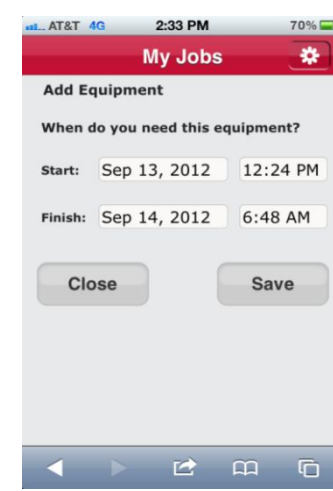 AT&T 4G 2:33 PM 70%
My Jobs
Add Equipment
When do you need this equipment?
Start: Sep 13, 2012 12:24 PM
Finish: Sep 14, 2012 6:48 AM
Close Save